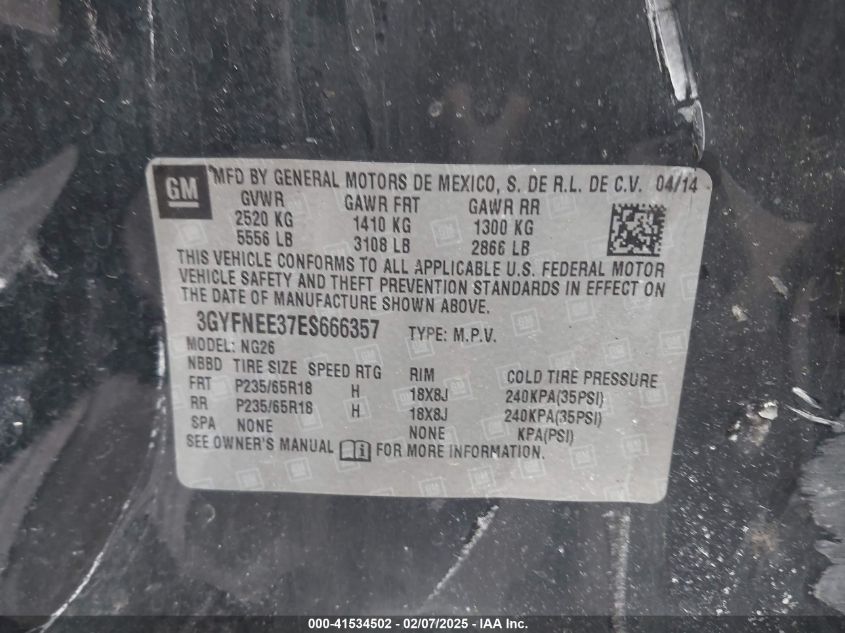 GM MFD BY GENERAL MOTORS DE MEXICO, S. DE R.L. DE C.V. 04/14
GVWR GAWR FRT GAWR RR
2520 KG 1410 KG 1300 KG
5556 LB 3108 LB 2866 LB
THIS VEHICLE CONFORMS TO ALL APPLICABLE U.S. FEDERAL MOTOR
VEHICLE SAFETY AND THEFT PREVENTION STANDARDS IN EFFECT ON
THE DATE OF MANUFACTURE SHOWN ABOVE.
3GYFNEE37ES666357 TYPE: M.P.V.
MODEL: NG26
NBBD TIRE SIZE SPEED RTG RIM COLD TIRE PRESSURE
FRT P235/65R18 H 18X8J 240KPA(35PSI)
RR P235/65R18 H 18X8J 240KPA(35PSI)
SPA NONE NONE KPA(PSI)
SEE OWNER'S MANUAL FOR MORE INFORMATION.
000-41534502 - 02/07/2025 - IAA Inc.